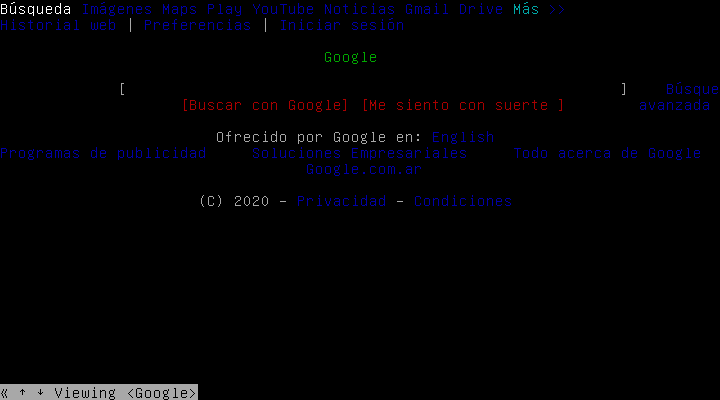 Búsqueda Imágenes Maps Play YouTube Noticias Gmail Drive Más >>
Historial web | Preferencias | Iniciar sesión
Google
[ ] Búsque
[Buscar con Google] [Me siento con suerte ] avanzada
Ofrecido por Google en: English
Programas de publicidad Soluciones Empresariales Todo acerca de Google
Google.com.ar
(C) 2020 - Privacidad - Condiciones
« ↑ ↓ Viewing <Google>